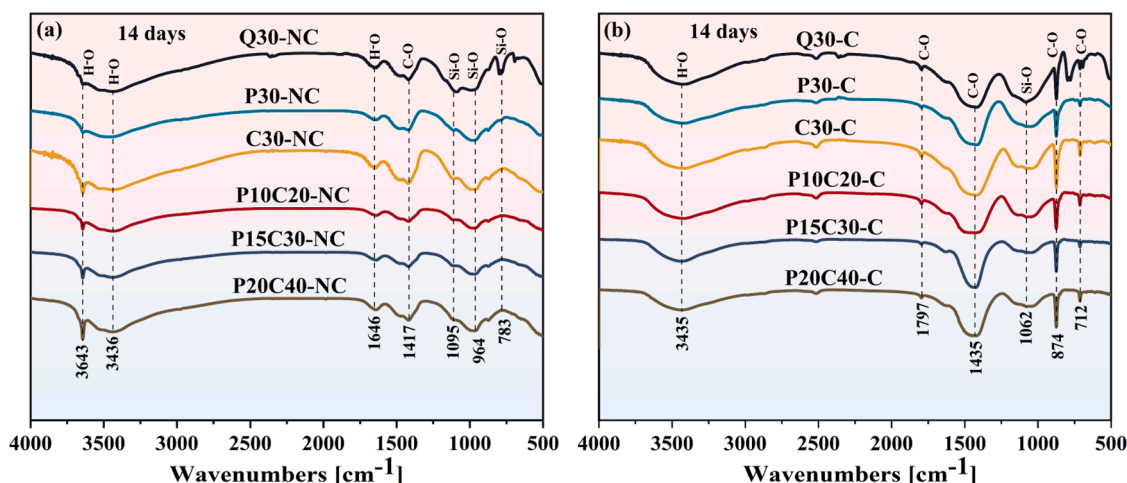 (a)
14 days
H-O
H-O
H-O
C-O
Si-O
Si-O
Si-O
Q30-NC
P30-NC
C30-NC
P10C20-NC
P15C30-NC
P20C40-NC
3643
3436
1646
1417
1095
964
783
4000 3500 3000 2500 2000 1500 1000 500
Wavenumbers [cm⁻¹]
(b)
14 days
H-O
C-O
C-O
Si-O
C-O
C-O
Q30-C
P30-C
C30-C
P10C20-C
P15C30-C
P20C40-C
3435
1797
1435
1062
874
712
4000 3500 3000 2500 2000 1500 1000 500
Wavenumbers [cm⁻¹]